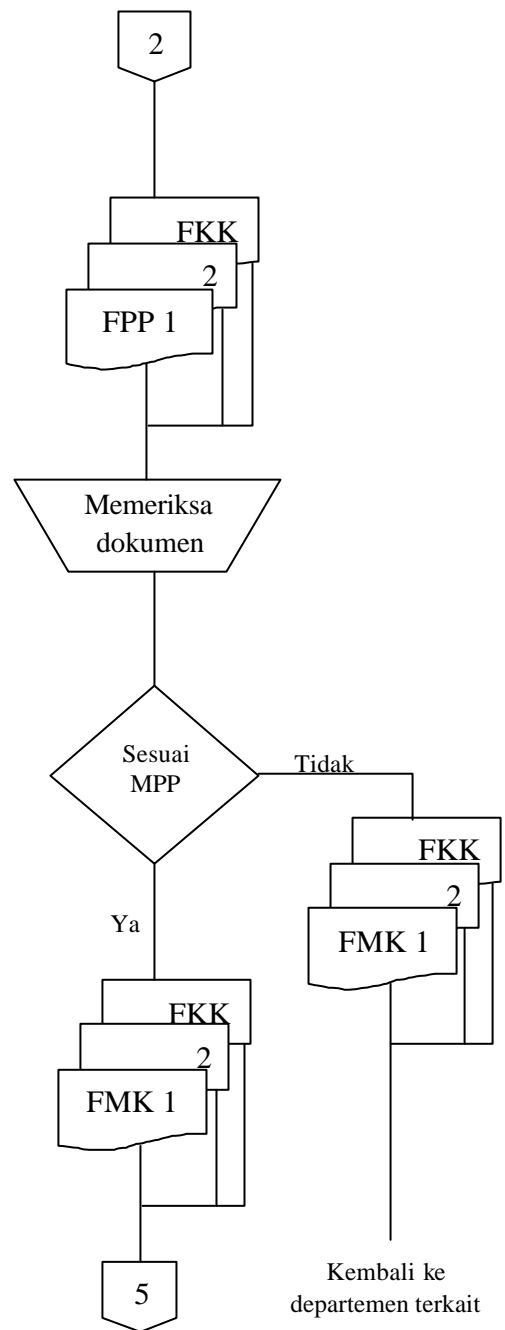 2
FKK
2
FPP 1
Memeriksa
dokumen
Sesuai
MPP
Tidak
FKK
2
FMK 1
Ya
FKK
2
FMK 1
Kembali ke
departemen terkait
5